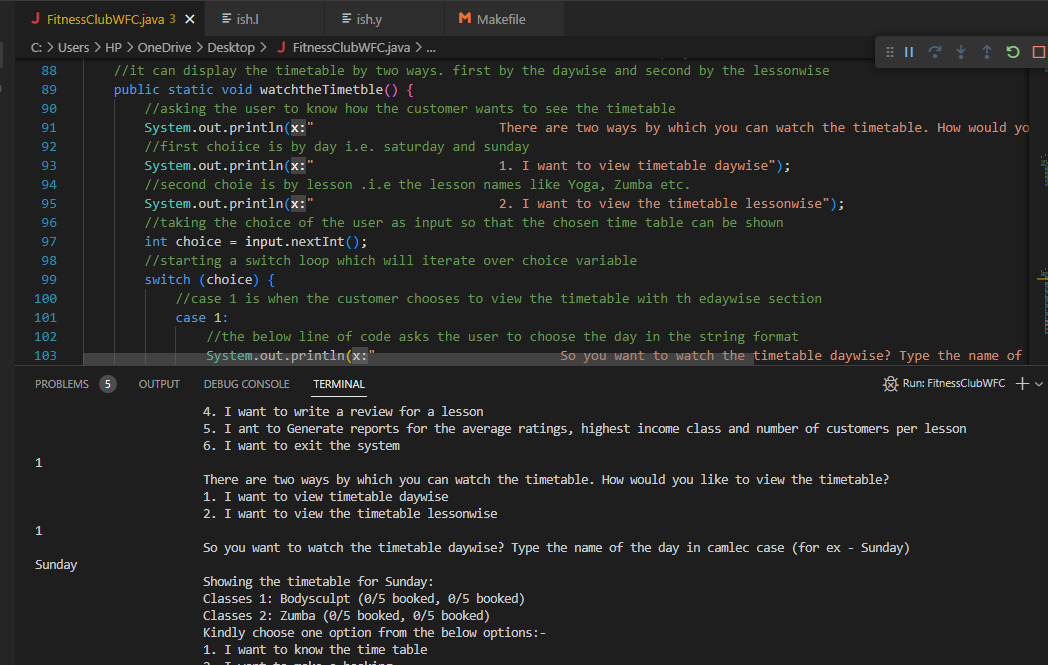 FitnessClubWFC.java 3
ish.l
ish.y
Makefile
C: > Users > HP > OneDrive > Desktop > FitnessClubWFC.java > ...
88 //it can display the timetable by two ways. first by the daywise and second by the lessonwise
89 public static void watchtheTimetble() {
90 //asking the user to know how the customer wants to see the timetable
91 System.out.println(x:" There are two ways by which you can watch the timetable. How would yo
92 //first choiice is by day i.e. saturday and sunday
93 System.out.println(x:" 1. I want to view timetable daywise");
94 //second choie is by lesson .i.e the lesson names like Yoga, Zumba etc.
95 System.out.println(x:" 2. I want to view the timetable lessonwise");
96 //taking the choice of the user as input so that the chosen time table can be shown
97 int choice = input.nextInt();
98 //starting a switch loop which will iterate over choice variable
99 switch (choice) {
100 //case 1 is when the customer chooses to view the timetable with th edaywise section
101 case 1:
102 //the below line of code asks the user to choose the day in the string format
103 System.out.println(x:" So you want to watch the timetable daywise? Type the name of
PROBLEMS 5 OUTPUT DEBUG CONSOLE TERMINAL
Run: FitnessClubWFC
4. I want to write a review for a lesson
5. I ant to Generate reports for the average ratings, highest income class and number of customers per lesson
6. I want to exit the system
1
There are two ways by which you can watch the timetable. How would you like to view the timetable?
1. I want to view timetable daywise
2. I want to view the timetable lessonwise
1
So you want to watch the timetable daywise? Type the name of the day in camlec case (for ex - Sunday)
Sunday
Showing the timetable for Sunday:
Classes 1: Bodysculpt (0/5 booked, 0/5 booked)
Classes 2: Zumba (0/5 booked, 0/5 booked)
Kindly choose one option from the below options:-
1. I want to know the time table